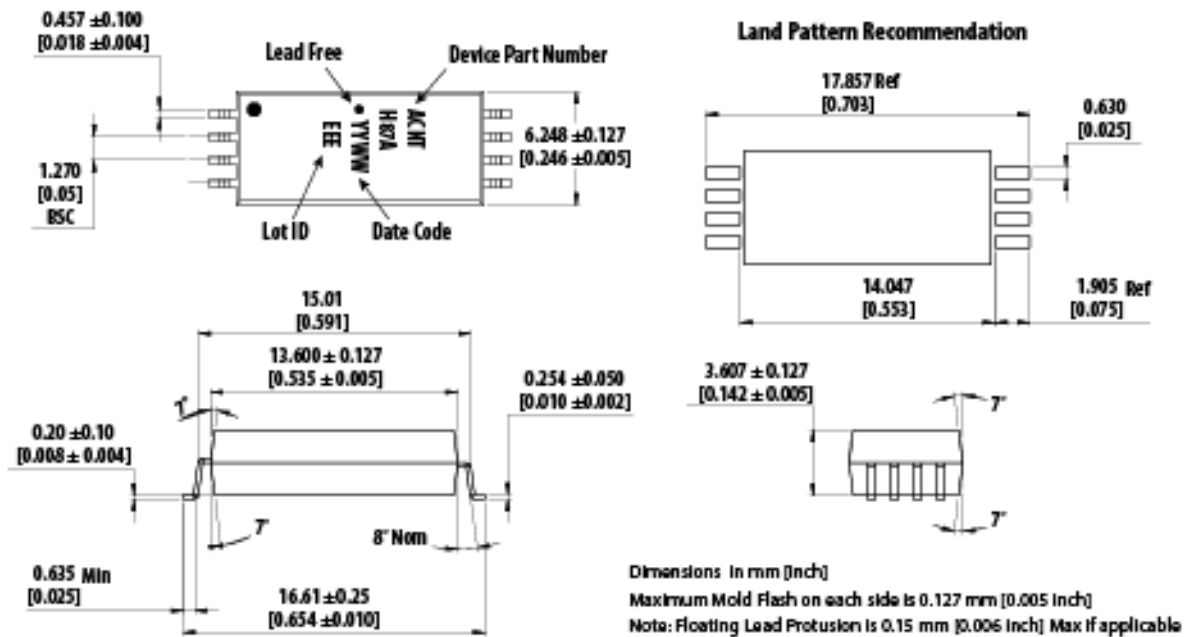 0.457 ±0.100
[0.018 ±0.004]
Lead Free
Device Part Number
ACNT
H87A
YYWW
EEE
6.248 ±0.127
[0.246 ±0.005]
1.270
[0.05]
BSC
Lot ID
Date Code
Land Pattern Recommendation
17.857 Ref
[0.703]
0.630
[0.025]
14.047
[0.553]
1.905 Ref
[0.075]
15.01
[0.591]
13.600 ± 0.127
[0.535 ± 0.005]
0.254 ±0.050
[0.010 ±0.002]
7°
0.20 ±0.10
[0.008 ± 0.004]
7°
8° Nom
0.635 Min
[0.025]
16.61 ±0.25
[0.654 ±0.010]
3.607 ± 0.127
[0.142 ± 0.005]
7°
7°
Dimensions in mm [inch]
Maximum Mold Flash on each side is 0.127 mm [0.005 inch]
Note: Floating Lead Protusion is 0.15 mm [0.006 inch] Max if applicable